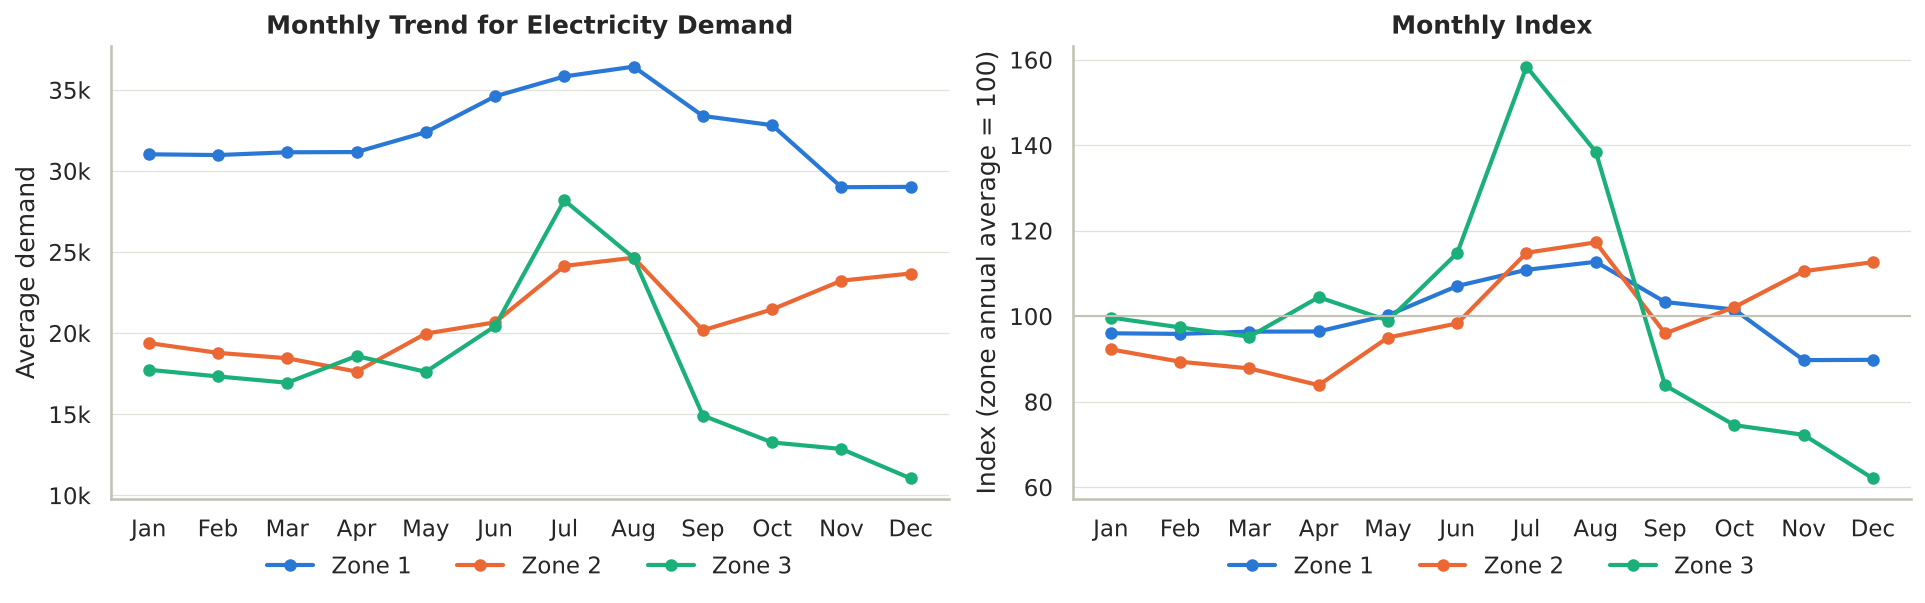 Monthly Trend for Electricity Demand
Average demand
35k
30k
25k
20k
15k
10k
Jan Feb Mar Apr May Jun Jul Aug Sep Oct Nov Dec
Zone 1 Zone 2 Zone 3
Monthly Index
Index (zone annual average = 100)
160
140
120
100
80
60
Jan Feb Mar Apr May Jun Jul Aug Sep Oct Nov Dec
Zone 1 Zone 2 Zone 3